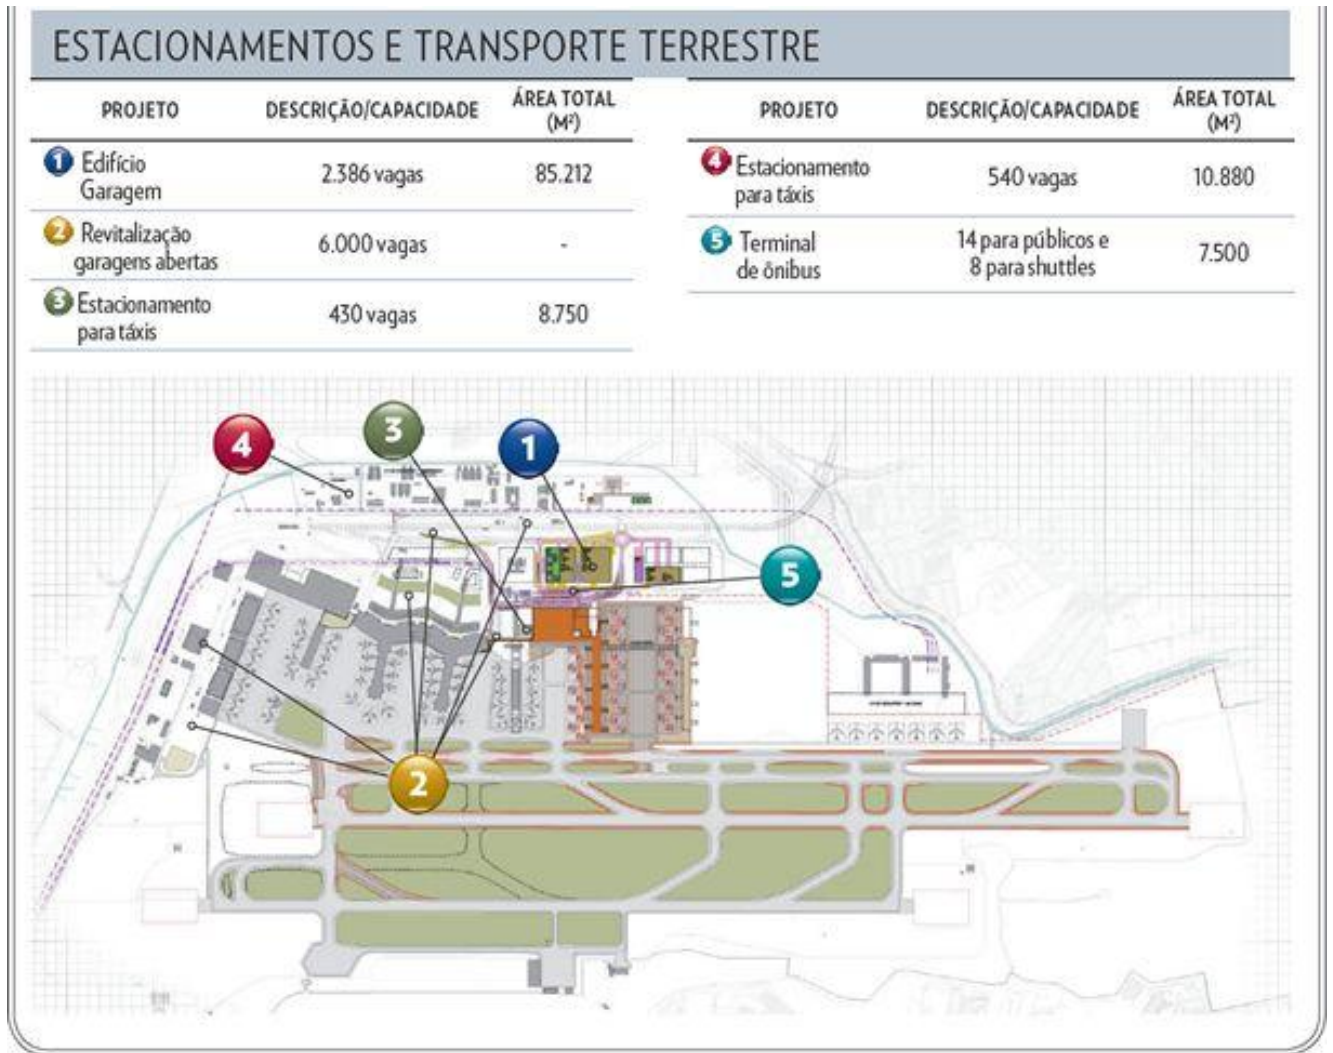 ESTACIONAMENTOS E TRANSPORTE TERRESTRE
PROJETO DESCRIÇÃO/CAPACIDADE ÁREA TOTAL
(M²)
1 Edifício
Garagem 2.386 vagas 85.212
2 Revitalização
garagens abertas 6.000 vagas -
3 Estacionamento
para táxis 430 vagas 8.750
PROJETO DESCRIÇÃO/CAPACIDADE ÁREA TOTAL
(M²)
4 Estacionamento
para táxis 540 vagas 10.880
5 Terminal
de ônibus 14 para públicos e
8 para shuttles 7.500
4
3
1
5
2